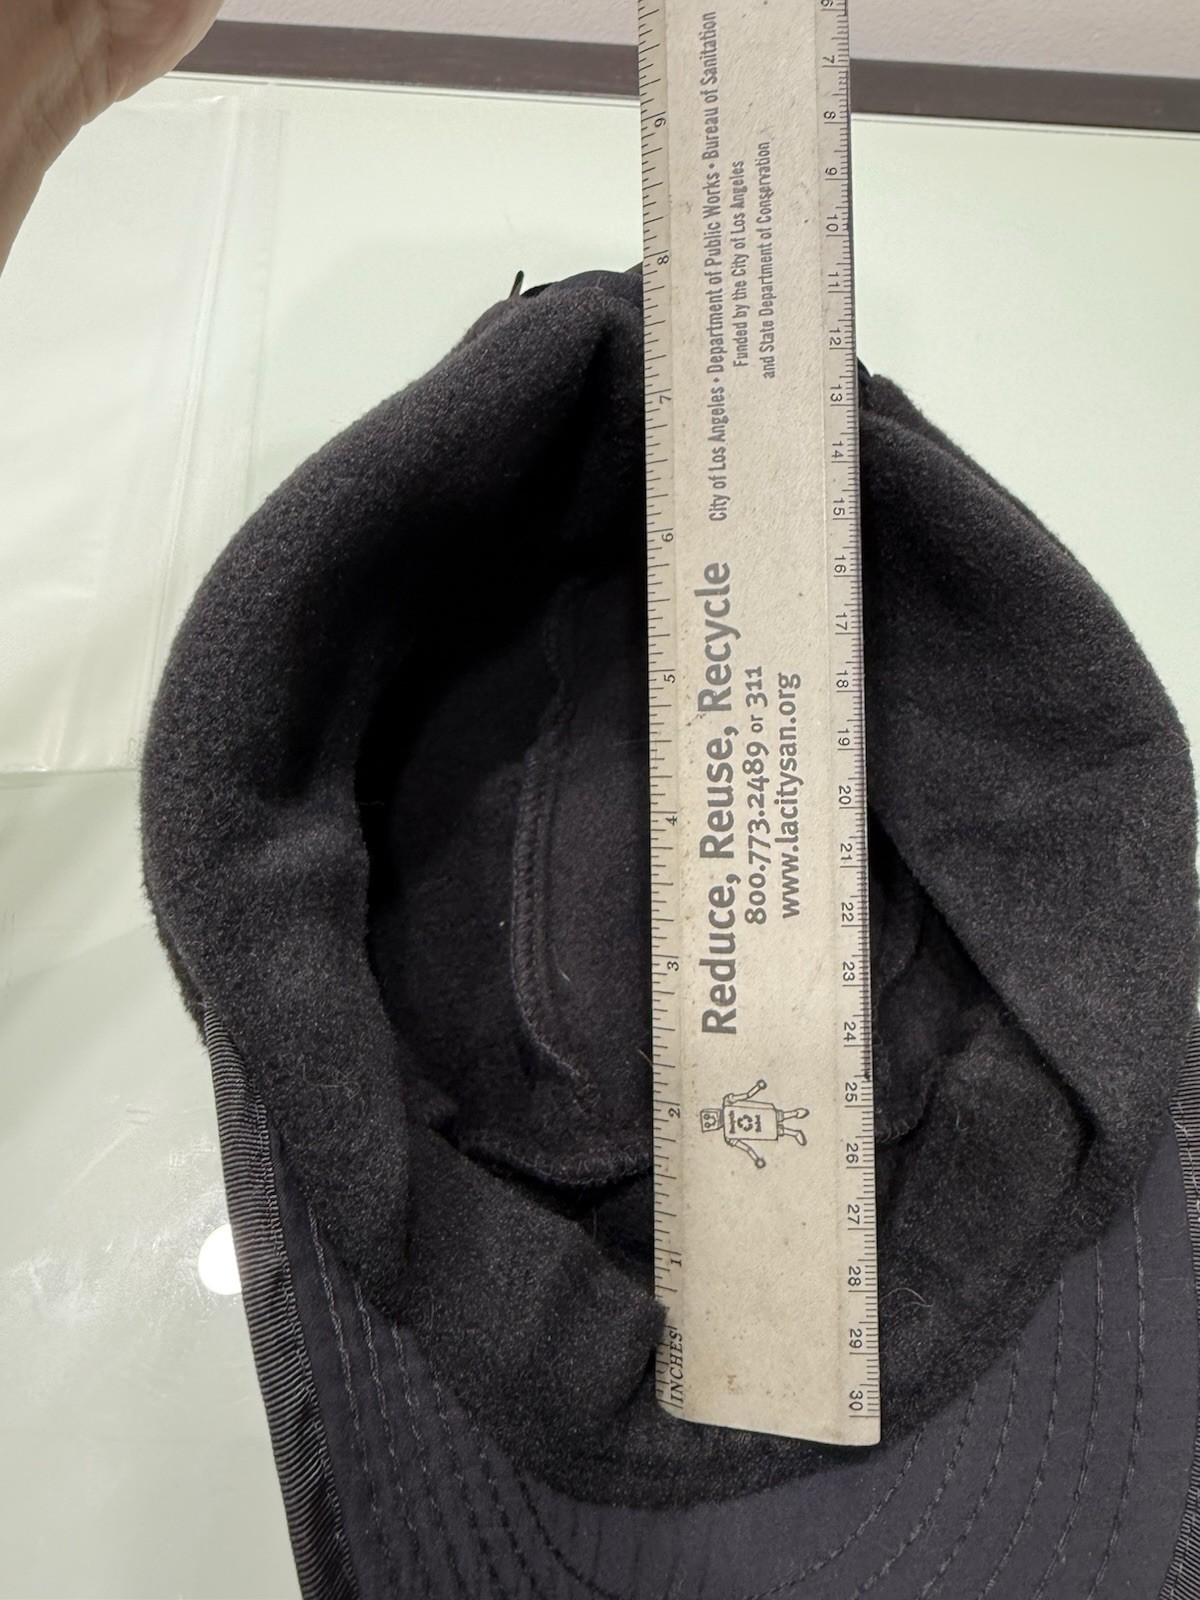 City of Los Angeles • Department of Public Works • Bureau of Sanitation
Funded by the City of Los Angeles
and State Department of Conservation
Reduce, Reuse, Recycle
800.773.2489 or 311
www.lacitysan.org
INCHES 1 2 3 4 5 6 7 8 9
6 7 8 9 10 11 12 13 14 15 16 17 18 19 20 21 22 23 24 25 26 27 28 29 30